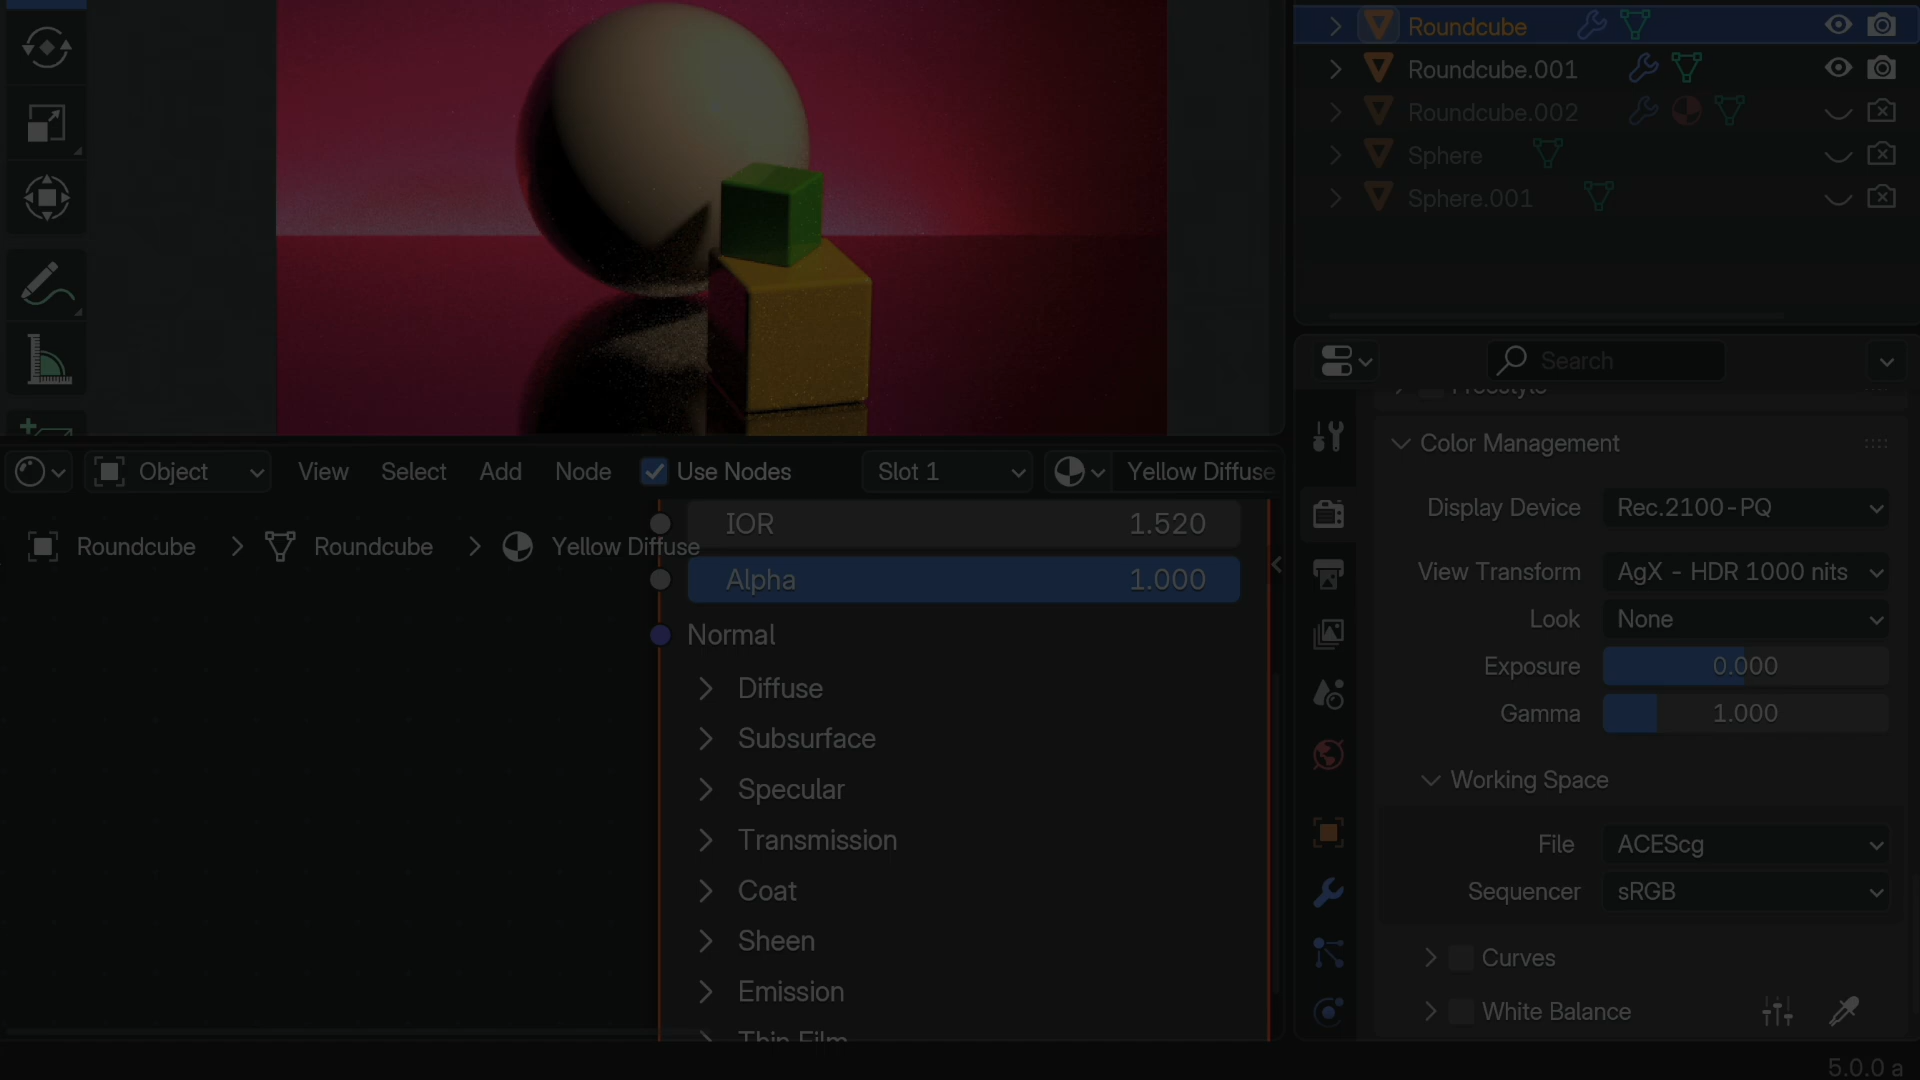 Roundcube
Roundcube.001
Roundcube.002
Sphere
Sphere.001
Search
Freestyle
Color Management
Display Device Rec.2100-PQ
View Transform AgX - HDR 1000 nits
Look None
Exposure 0.000
Gamma 1.000
Working Space
File ACEScg
Sequencer sRGB
Curves
White Balance
Object View Select Add Node Use Nodes Slot 1 Yellow Diffuse
Roundcube Roundcube Yellow Diffuse
IOR 1.520
Alpha 1.000
Normal
Diffuse
Subsurface
Specular
Transmission
Coat
Sheen
Emission
Thin Film
5.0.0 a